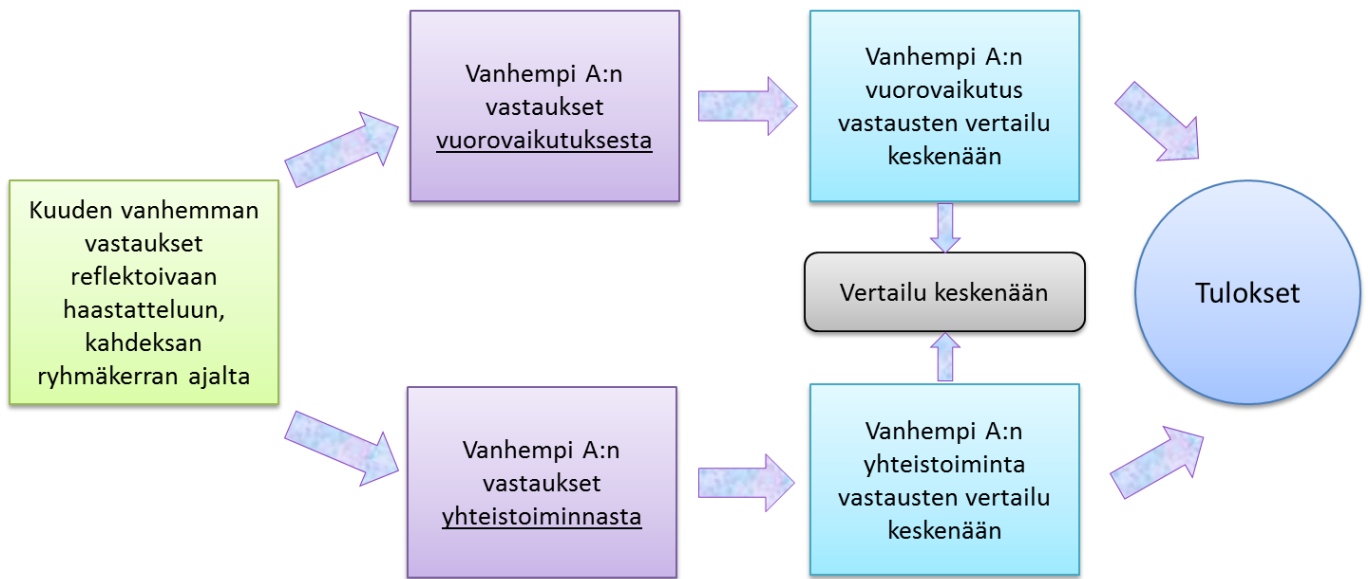 Kuuden vanhemman
vastaukset
reflektoivaan
haastatteluun,
kahdeksan
ryhmäkerran ajalta
Vanhempi A:n
vastaukset
vuorovaikutuksesta
Vanhempi A:n
vuorovaikutus
vastausten vertailu
keskenään
Vertailu keskenään
Tulokset
Vanhempi A:n
vastaukset
yhteistoiminnasta
Vanhempi A:n
yhteistoiminta
vastausten vertailu
keskenään